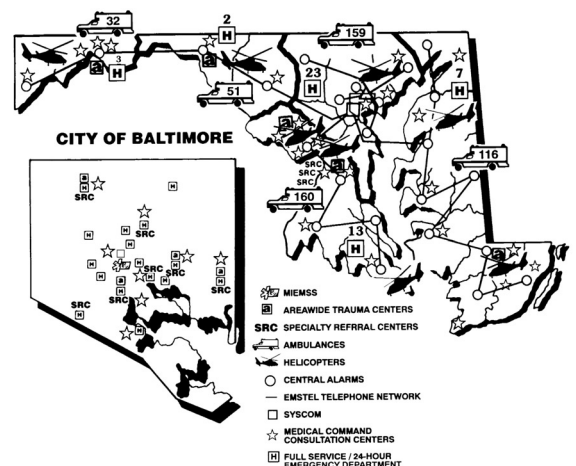 32
2
159
3
H
a
H
a
23
H
7
H
51
a
CITY OF BALTIMORE
116
SRC
SRC
SRC
a
160
a
H
SRC
H
13
H
a
H
SRC
H
H
H
H
a
H
SRC
H
H
SRC
a
H
SRC
H
H
a
H
SRC
SRC
H
H
MIEMSS
a AREAWIDE TRAUMA CENTERS
SRC SPECIALTY REFRRAL CENTERS
AMBULANCES
HELICOPTERS
CENTRAL ALARMS
EMSTEL TELEPHONE NETWORK
SYSCOM
MEDICAL COMMAND
CONSULTATION CENTERS
H FULL SERVICE / 24-HOUR
EMERGENCY DEPARTMENT